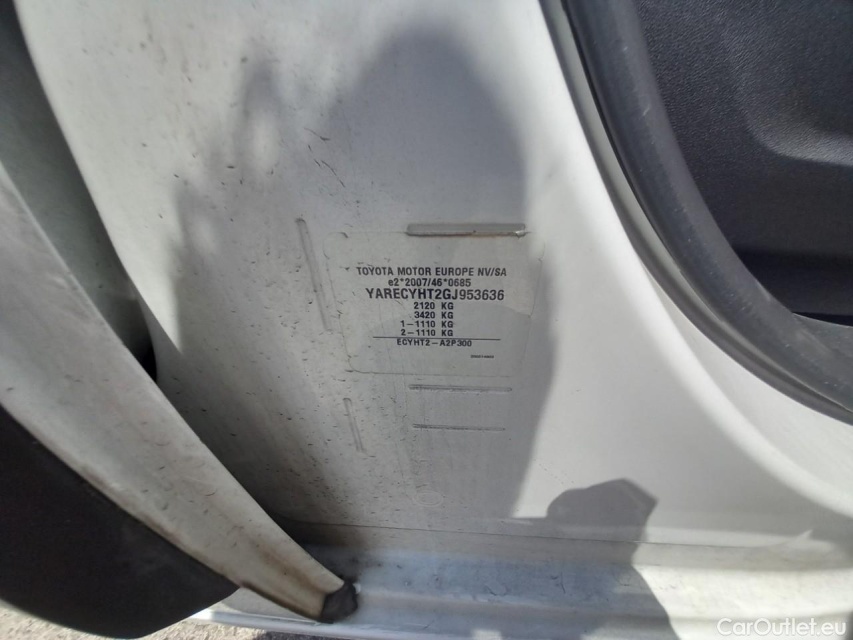 TOYOTA MOTOR EUROPE NV/SA
e2*2007/46*0685
YARECYHT2GJ953636
2120 KG
3420 KG
1-1110 KG
2-1110 KG
ECYHT2-A2P300
CarOutlet.eu